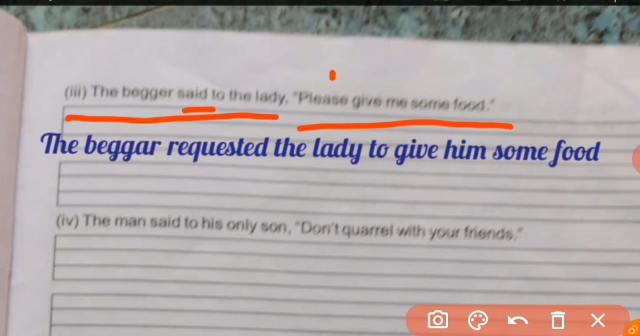 (iii) The begger said to the lady, "Please give me some food."
The beggar requested the lady to give him some food
(iv) The man said to his only son, "Don't quarrel with your friends."